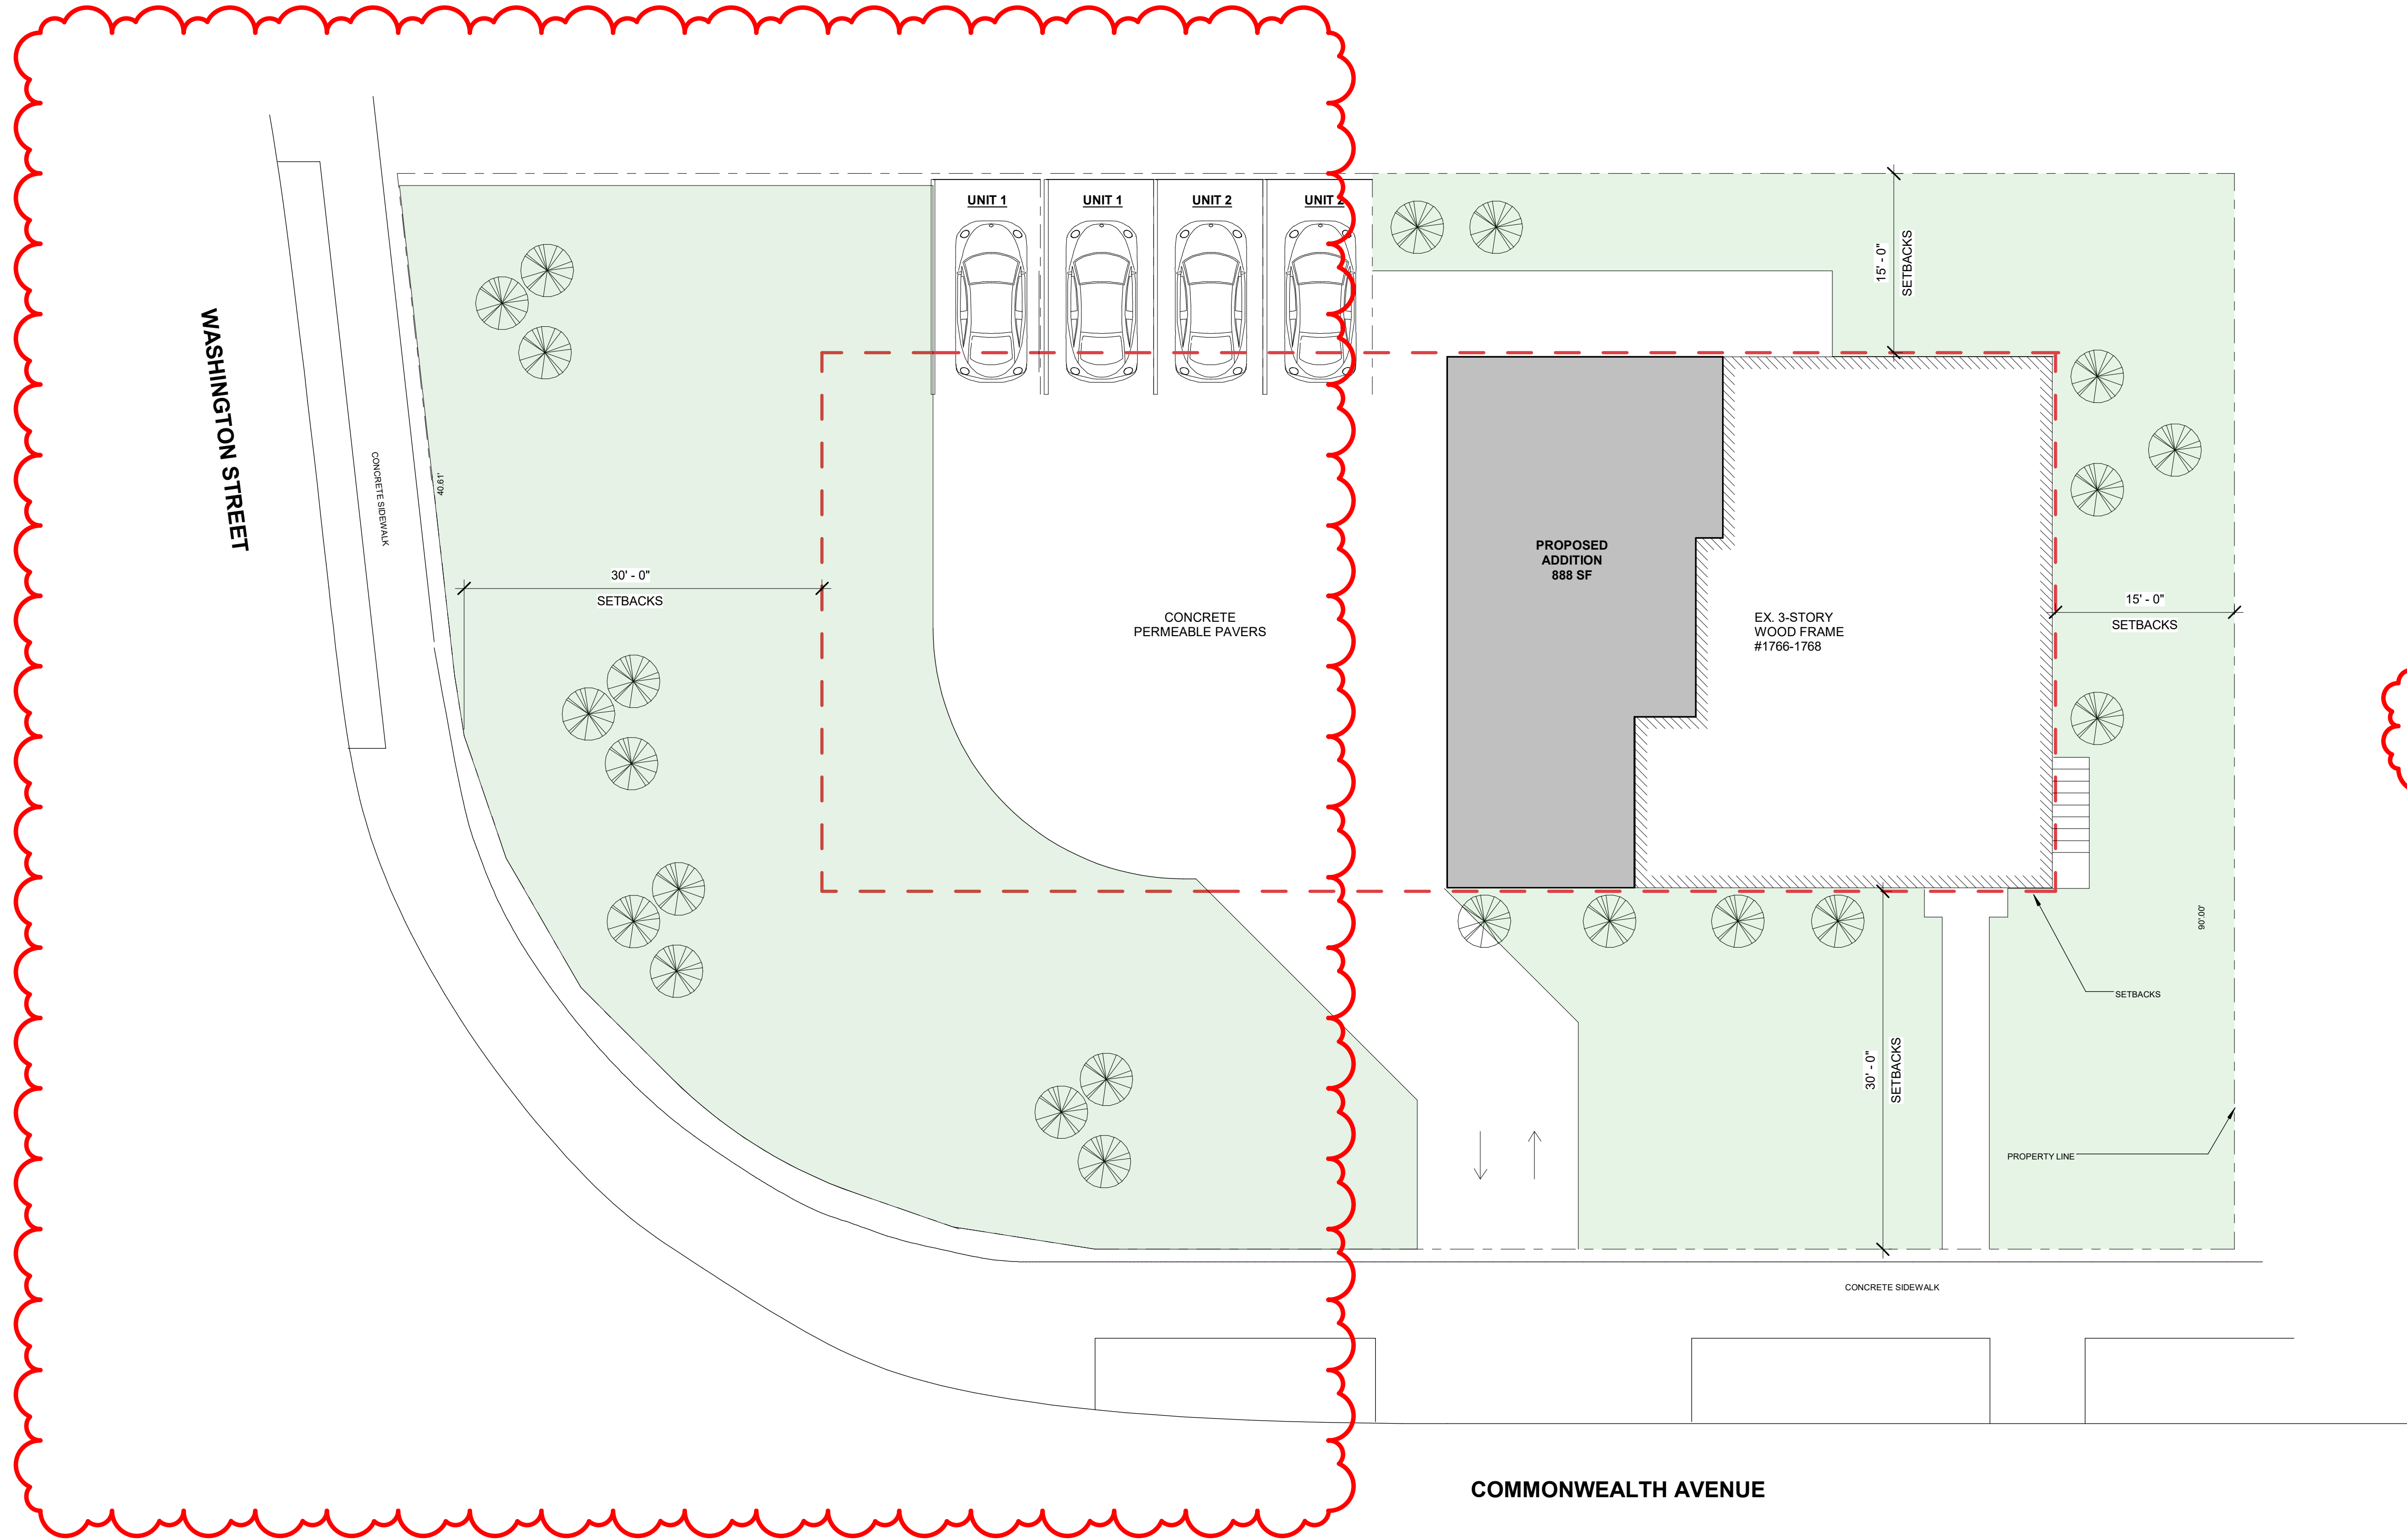 UNIT 1
UNIT 1
UNIT 2
UNIT 2
15' - 0"
SETBACKS
WASHINGTON STREET
CONCRETE SIDEWALK
40.61'
30' - 0"
SETBACKS
CONCRETE
PERMEABLE PAVERS
PROPOSED
ADDITION
888 SF
EX. 3-STORY
WOOD FRAME
#1766-1768
15' - 0"
SETBACKS
90'.00'
SETBACKS
30' - 0"
SETBACKS
PROPERTY LINE
CONCRETE SIDEWALK
COMMONWEALTH AVENUE